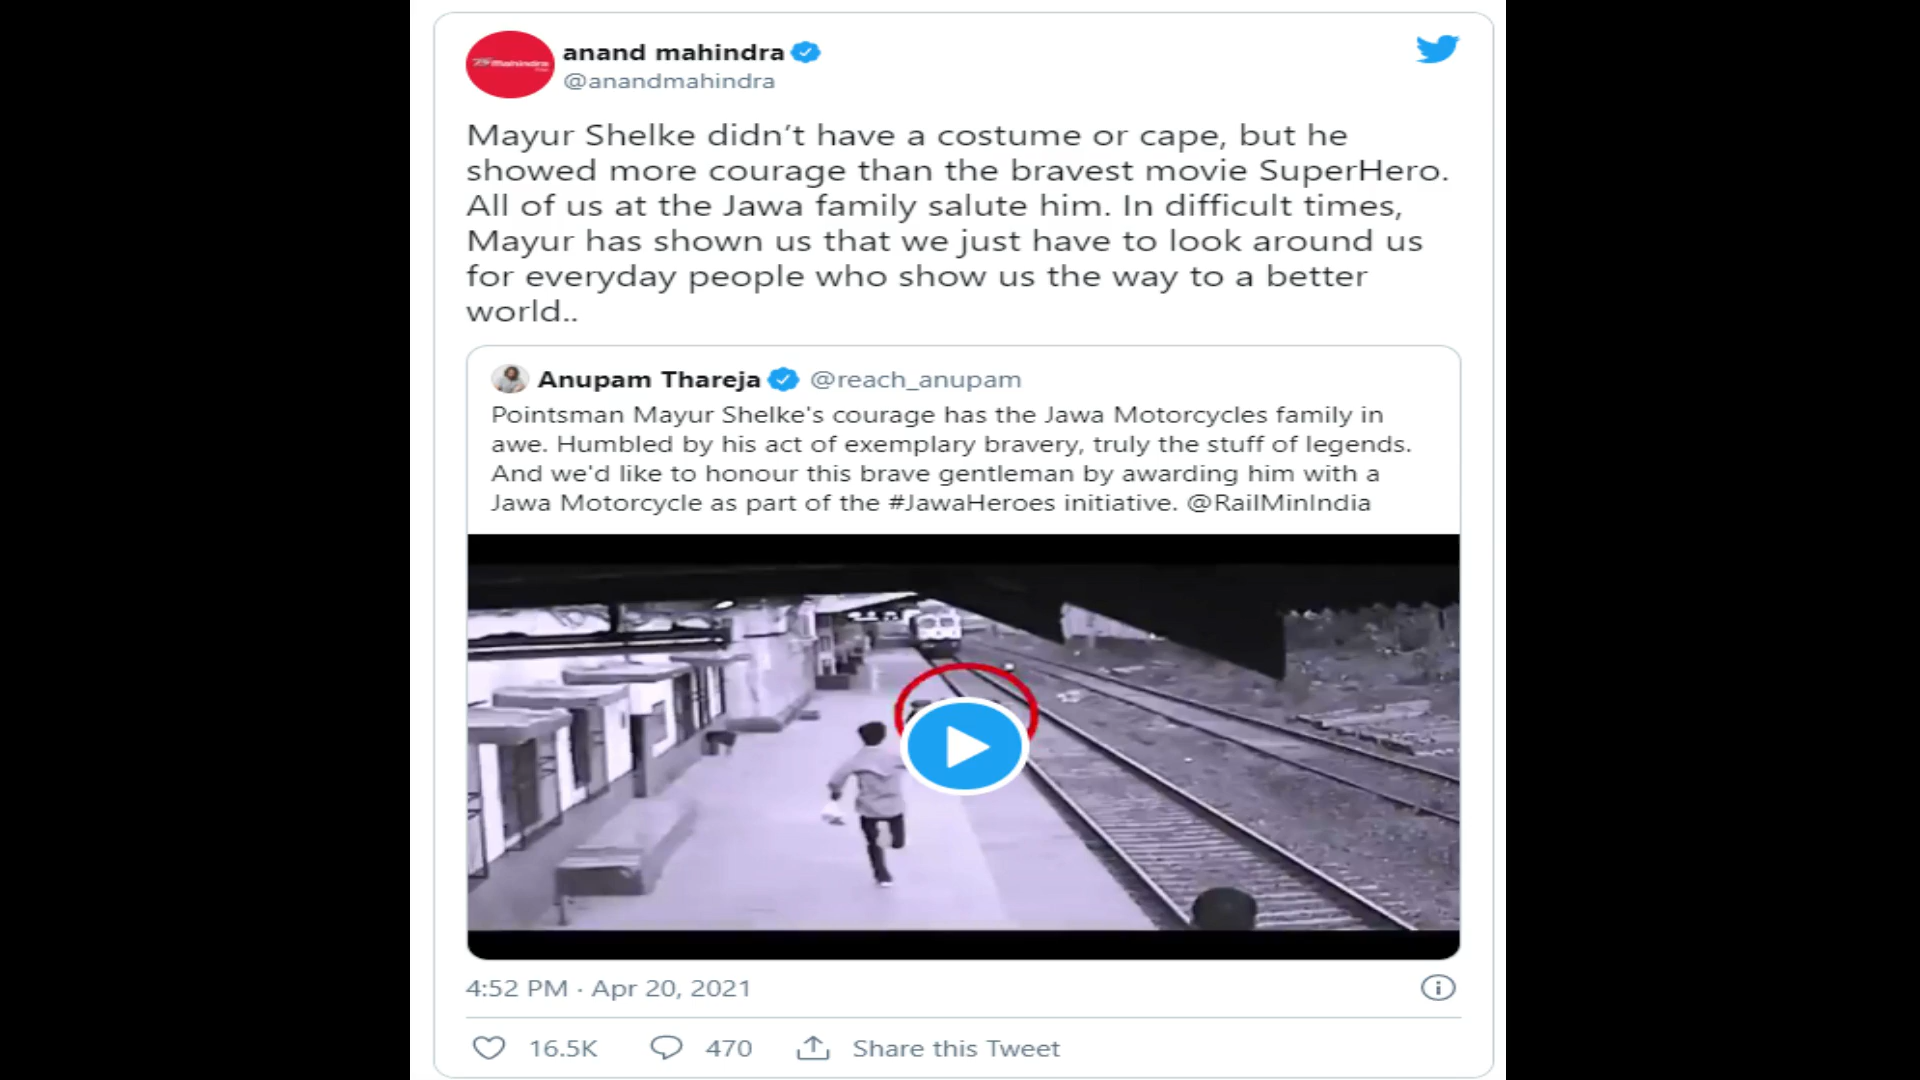 anand mahindra
@anandmahindra
Mayur Shelke didn’t have a costume or cape, but he
showed more courage than the bravest movie SuperHero.
All of us at the Jawa family salute him. In difficult times,
Mayur has shown us that we just have to look around us
for everyday people who show us the way to a better
world..
Anupam Thareja @reach_anupam
Pointsman Mayur Shelke's courage has the Jawa Motorcycles family in
awe. Humbled by his act of exemplary bravery, truly the stuff of legends.
And we'd like to honour this brave gentleman by awarding him with a
Jawa Motorcycle as part of the #JawaHeroes initiative. @RailMinIndia
4:52 PM · Apr 20, 2021
16.5K 470 Share this Tweet